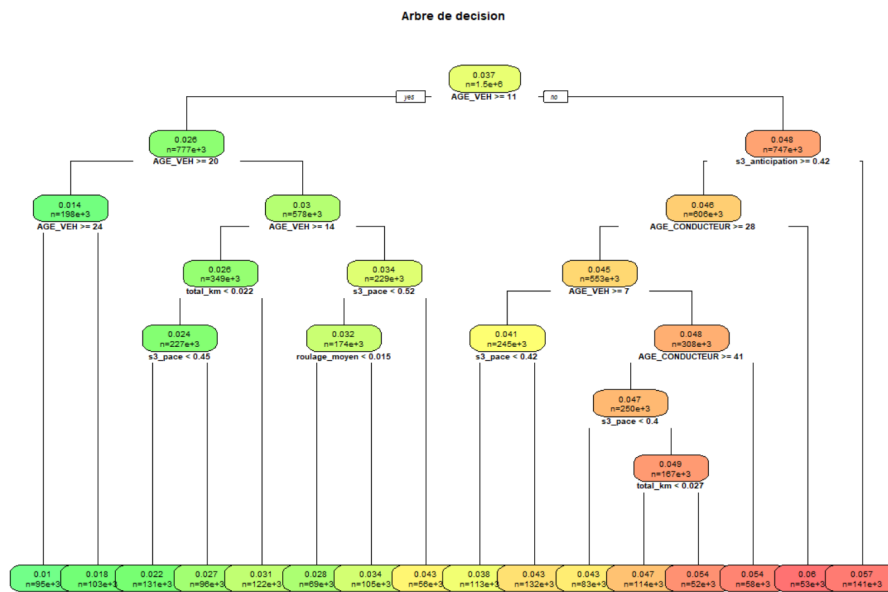 Arbre de decision
0.037
n=1.5e+6
yes
AGE_VEH >= 11
no
0.026
n=777e+3
AGE_VEH >= 20
0.048
n=747e+3
s3_anticipation >= 0.42
0.014
n=198e+3
AGE_VEH >= 24
0.03
n=578e+3
AGE_VEH >= 14
0.046
n=606e+3
AGE_CONDUCTEUR >= 28
0.026
n=349e+3
total_km < 0.022
0.034
n=229e+3
s3_pace < 0.52
0.045
n=553e+3
AGE_VEH >= 7
0.024
n=227e+3
s3_pace < 0.45
0.032
n=174e+3
roulage_moyen < 0.015
0.041
n=245e+3
s3_pace < 0.42
0.048
n=308e+3
AGE_CONDUCTEUR >= 41
0.047
n=250e+3
s3_pace < 0.4
0.049
n=167e+3
total_km < 0.027
0.01
n=95e+3
0.018
n=103e+3
0.022
n=131e+3
0.027
n=96e+3
0.031
n=122e+3
0.028
n=69e+3
0.034
n=105e+3
0.043
n=56e+3
0.038
n=113e+3
0.043
n=132e+3
0.043
n=83e+3
0.047
n=114e+3
0.054
n=52e+3
0.054
n=58e+3
0.06
n=53e+3
0.057
n=141e+3